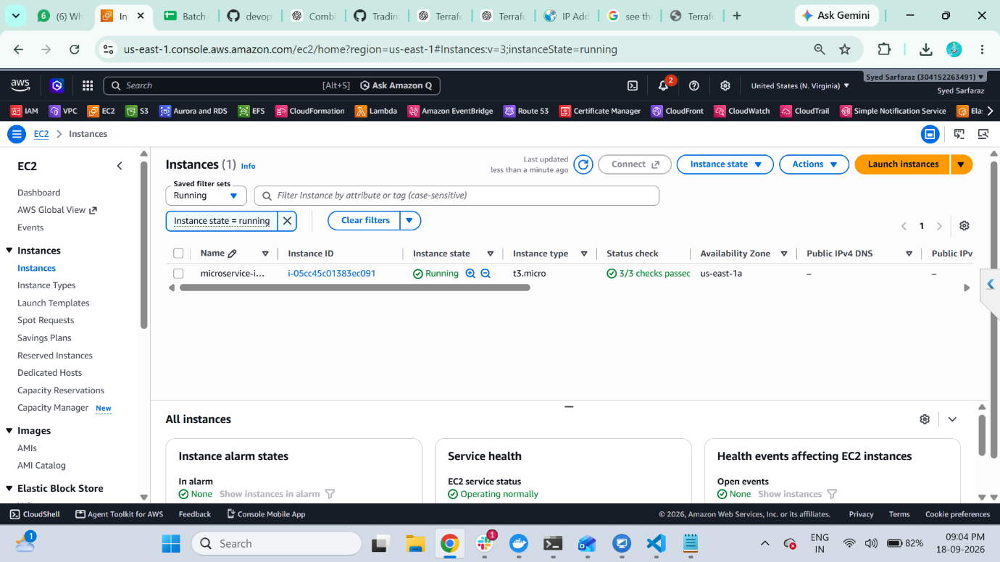 (6) Wh
In
Batch-
devop
Combi
Tradin
Terrafo
Terrafo
IP Add
see the
Terrafo
Ask Gemini
us-east-1.console.aws.amazon.com/ec2/home?region=us-east-1#Instances:v=3;instanceState=running
aws
Search
[Alt+S]
Ask Amazon Q
2
United States (N. Virginia)
Syed Sarfaraz (304152263491)
Syed Sarfaraz
IAM
VPC
EC2
S3
Aurora and RDS
EFS
CloudFormation
Lambda
Amazon EventBridge
Route 53
Certificate Manager
CloudFront
CloudWatch
CloudTrail
Simple Notification Service
Elas
EC2
Instances
EC2
Dashboard
AWS Global View
Events
Instances
Instances
Instance Types
Launch Templates
Spot Requests
Savings Plans
Reserved Instances
Dedicated Hosts
Capacity Reservations
Capacity Manager New
Images
AMIs
AMI Catalog
Elastic Block Store
Instances (1) Info
Last updated
less than a minute ago
Connect
Instance state
Actions
Launch instances
Saved filter sets
Running
Filter Instance by attribute or tag (case-sensitive)
Instance state = running
Clear filters
1
Name
Instance ID
Instance state
Instance type
Status check
Availability Zone
Public IPv4 DNS
Public IPv
microservice-i...
i-05cc45c01383ec091
Running
t3.micro
3/3 checks passed
us-east-1a
–
–
All instances
Instance alarm states
In alarm
None Show instances in alarm
Service health
EC2 service status
Operating normally
Health events affecting EC2 instances
Open events
None Show instances
CloudShell
Agent Toolkit for AWS
Feedback
Console Mobile App
© 2026, Amazon Web Services, Inc. or its affiliates.
Privacy
Terms
Cookie preferences
1
Search
1
ENG
IN
82%
09:04 PM
18-09-2026